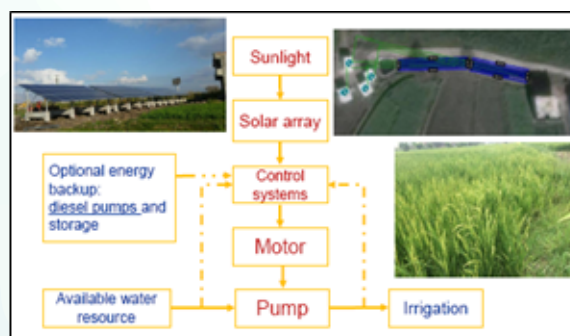 Sunlight
Solar array
Optional energy
backup:
diesel pumps and
storage
Control
systems
Motor
Available water
resource
Pump
Irrigation